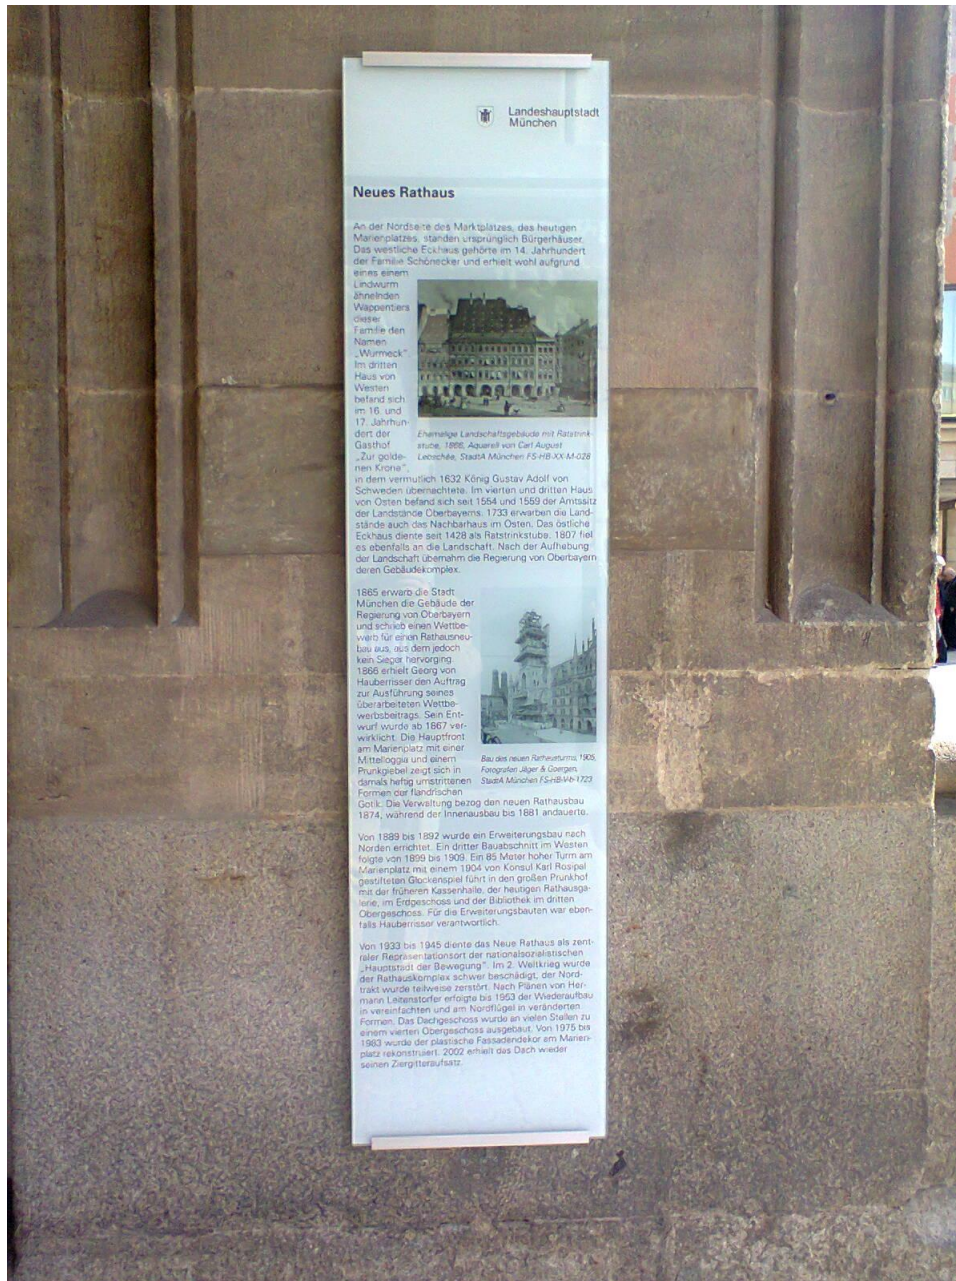 Landeshauptstadt
München
Neues Rathaus
An der Nordseite des Marktplatzes, des heutigen
Marienplatzes, standen ursprünglich Bürgerhäuser.
Das westliche Eckhaus gehörte im 14. Jahrhundert
der Familie Schönecker und erhielt wohl aufgrund
eines einem
Lindwurm
ähnelnden
Wappentiers
dieser
Familie den
Namen
„Wurmeck“.
Im dritten
Haus von
Westen
befand sich
im 16. und
17. Jahrhun-
dert der
Gasthof
„Zur golde-
nen Krone“,
Ehemalige Landschaftsgebäude mit Ratstrink-
stube, 1866, Aquarell von Carl August
Lebschée, StadtA München FS-HB-XX-M-028
in dem vermutlich 1632 König Gustav Adolf von
Schweden übernachtete. Im vierten und dritten Haus
von Osten befand sich seit 1554 und 1559 der Amtssitz
der Landstände Oberbayerns. 1733 erwarben die Land-
stände auch das Nachbarhaus im Osten. Das östliche
Eckhaus diente seit 1428 als Ratstrinkstube. 1807 fiel
es ebenfalls an die Landschaft. Nach der Aufhebung
der Landschaft übernahm die Regierung von Oberbayern
deren Gebäudekomplex.
1865 erwarb die Stadt
München die Gebäude der
Regierung von Oberbayern
und schrieb einen Wettbe-
werb für einen Rathausneu-
bau aus, aus dem jedoch
kein Sieger hervorging.
1866 erhielt Georg von
Hauberrisser den Auftrag
zur Ausführung seines
überarbeiteten Wettbe-
werbsbeitrags. Sein Ent-
wurf wurde ab 1867 ver-
wirklicht. Die Hauptfront
am Marienplatz mit einer
Mittelloggia und einem
Prunkgiebel zeigt sich in
damals heftig umstrittenen
Formen der flandrischen
Bau des neuen Rathausturms, 1905,
Fotografien Jäger & Goergen,
StadtA München FS-HB-V-b-1723
Gotik. Die Verwaltung bezog den neuen Rathausbau
1874, während der Innenausbau bis 1881 andauerte.
Von 1889 bis 1892 wurde ein Erweiterungsbau nach
Norden errichtet. Ein dritter Bauabschnitt im Westen
folgte von 1899 bis 1909. Ein 85 Meter hoher Turm am
Marienplatz mit einem 1904 von Konsul Karl Rosipal
gestifteten Glockenspiel führt in den großen Prunkhof
mit der früheren Kassenhalle, der heutigen Rathausga-
lerie, im Erdgeschoss und der Bibliothek im dritten
Obergeschoss. Für die Erweiterungsbauten war eben-
falls Hauberrisser verantwortlich.
Von 1933 bis 1945 diente das Neue Rathaus als zent-
raler Repräsentationsort der nationalsozialistischen
„Hauptstadt der Bewegung“. Im 2. Weltkrieg wurde
der Rathauskomplex schwer beschädigt, der Nord-
trakt wurde teilweise zerstört. Nach Plänen von Her-
mann Leitenstorfer erfolgte bis 1953 der Wiederaufbau
in vereinfachten und am Nordflügel in veränderten
Formen. Das Dachgeschoss wurde an vielen Stellen zu
einem vierten Obergeschoss ausgebaut. Von 1975 bis
1983 wurde der plastische Fassadendekor am Marien-
platz rekonstruiert. 2002 erhielt das Dach wieder
seinen Ziergitteraufsatz.